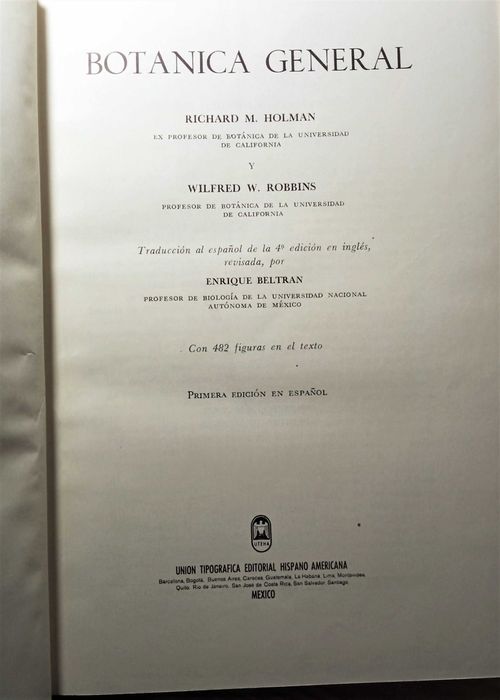 BOTANICA GENERAL
RICHARD M. HOLMAN
EX PROFESOR DE BOTÁNICA DE LA UNIVERSIDAD
DE CALIFORNIA
Y
WILFRED W. ROBBINS
PROFESOR DE BOTÁNICA DE LA UNIVERSIDAD
DE CALIFORNIA
Traducción al español de la 4ª edición en inglés,
revisada, por
ENRIQUE BELTRAN
PROFESOR DE BIOLOGÍA DE LA UNIVERSIDAD NACIONAL
AUTÓNOMA DE MÉXICO
Con 482 figuras en el texto
PRIMERA EDICIÓN EN ESPAÑOL
UTEHA
UNION TIPOGRAFICA EDITORIAL HISPANO AMERICANA
Barcelona, Bogotá, Buenos Aires, Caracas, Guatemala, La Habana, Lima, Montevideo,
Quito, Rio de Janeiro, San José de Costa Rica, San Salvador, Santiago
MEXICO